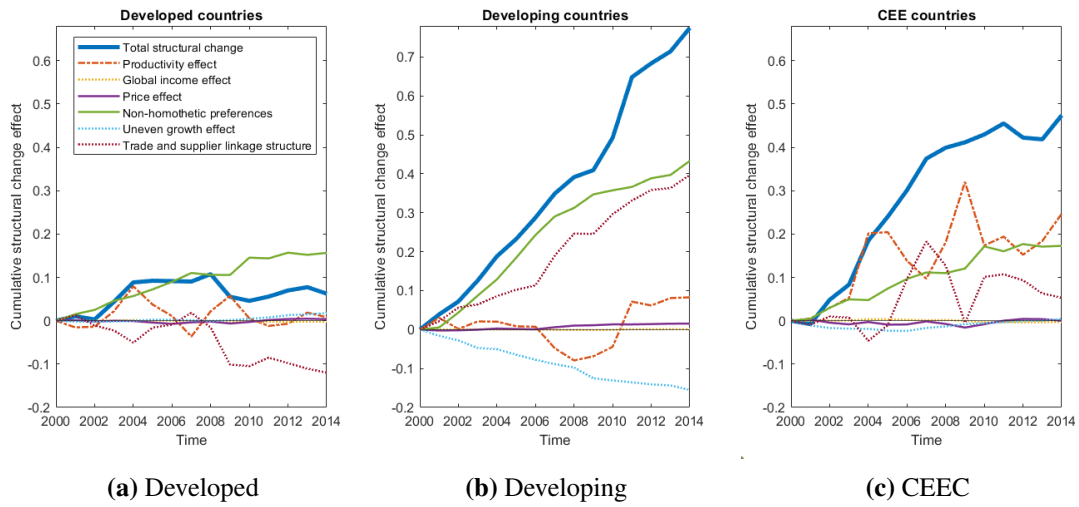 Developed countries
Cumulative structural change effect
0.6
0.5
0.4
0.3
0.2
0.1
0
-0.1
-0.2
Total structural change
Productivity effect
Global income effect
Price effect
Non-homothetic preferences
Uneven growth effect
Trade and supplier linkage structure
2000 2002 2004 2006 2008 2010 2012 2014
Time
(a) Developed
Developing countries
Cumulative structural change effect
0.7
0.6
0.5
0.4
0.3
0.2
0.1
0
-0.1
-0.2
2000 2002 2004 2006 2008 2010 2012 2014
Time
(b) Developing
CEE countries
Cumulative structural change effect
0.6
0.5
0.4
0.3
0.2
0.1
0
-0.1
-0.2
2000 2002 2004 2006 2008 2010 2012 2014
Time
(c) CEEC